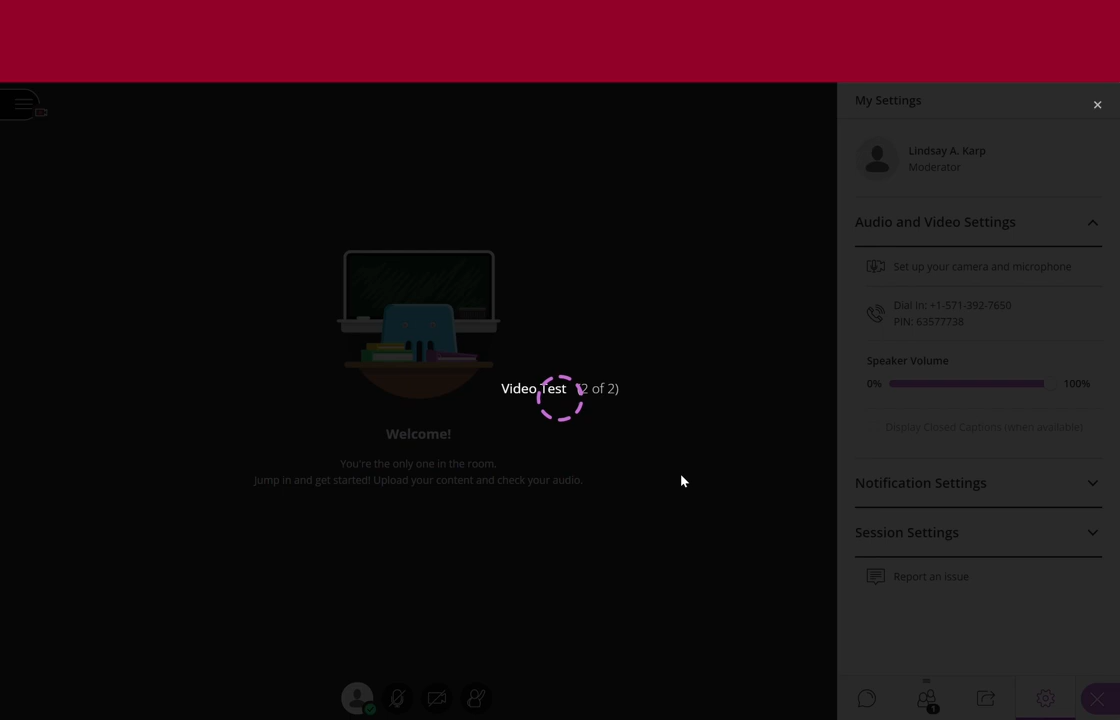 My Settings
Lindsay A. Karp
Moderator
Audio and Video Settings
Set up your camera and microphone
Dial in: +1-571-392-7650
PIN: 63577738
Speaker Volume
0% 100%
Display Closed Captions (when available)
Notification Settings
Session Settings
Report an issue
1
Video Test (2 of 2)
Welcome!
You're the only one in the room.
Jump in and get started! Upload your content and check your audio.